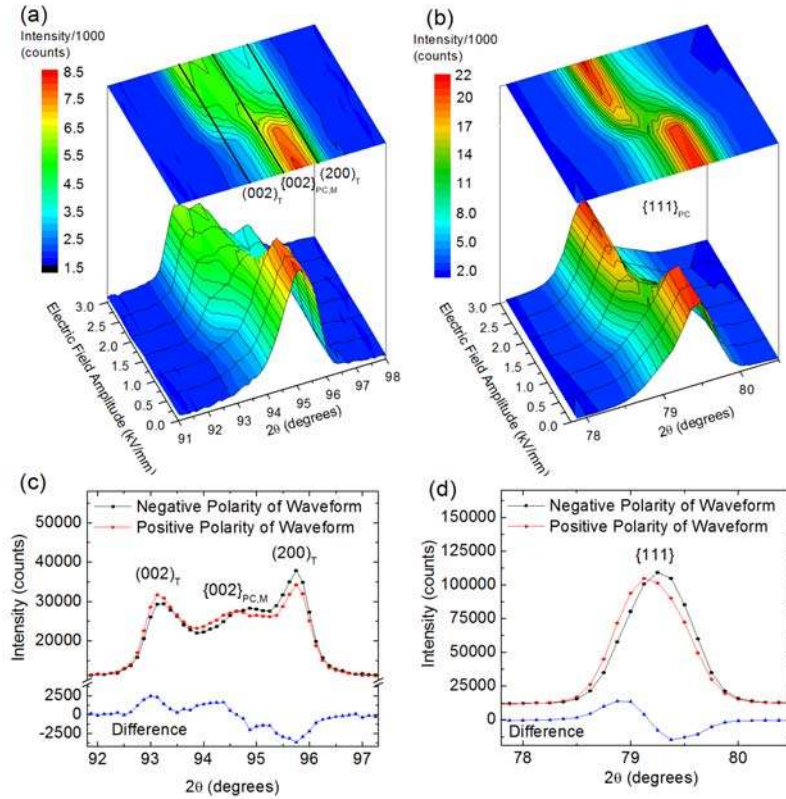 (a)
Intensity/1000
(counts)
8.5
7.5
6.5
5.5
4.5
3.5
2.5
1.5
(002)T
{002}PC,M
(200)T
3.0
2.5
2.0
1.5
1.0
0.5
0.0
Electric Field Amplitude (kV/mm)
91
92
93
94
95
96
97
98
2θ (degrees)
(b)
Intensity/1000
(counts)
22
20
17
14
11
8.0
5.0
2.0
{111}PC
3.0
2.5
2.0
1.5
1.0
0.5
0.0
Electric Field Amplitude (kV/mm)
78
79
80
2θ (degrees)
(c)
Negative Polarity of Waveform
Positive Polarity of Waveform
(002)T
{002}PC,M
(200)T
Intensity (counts)
50000
40000
30000
20000
2500
0
-2500
Difference
92 93 94 95 96 97
2θ (degrees)
(d)
Negative Polarity of Waveform
Positive Polarity of Waveform
{111}
Intensity (counts)
150000
125000
100000
75000
50000
25000
0
Difference
78 79 80
2θ (degrees)